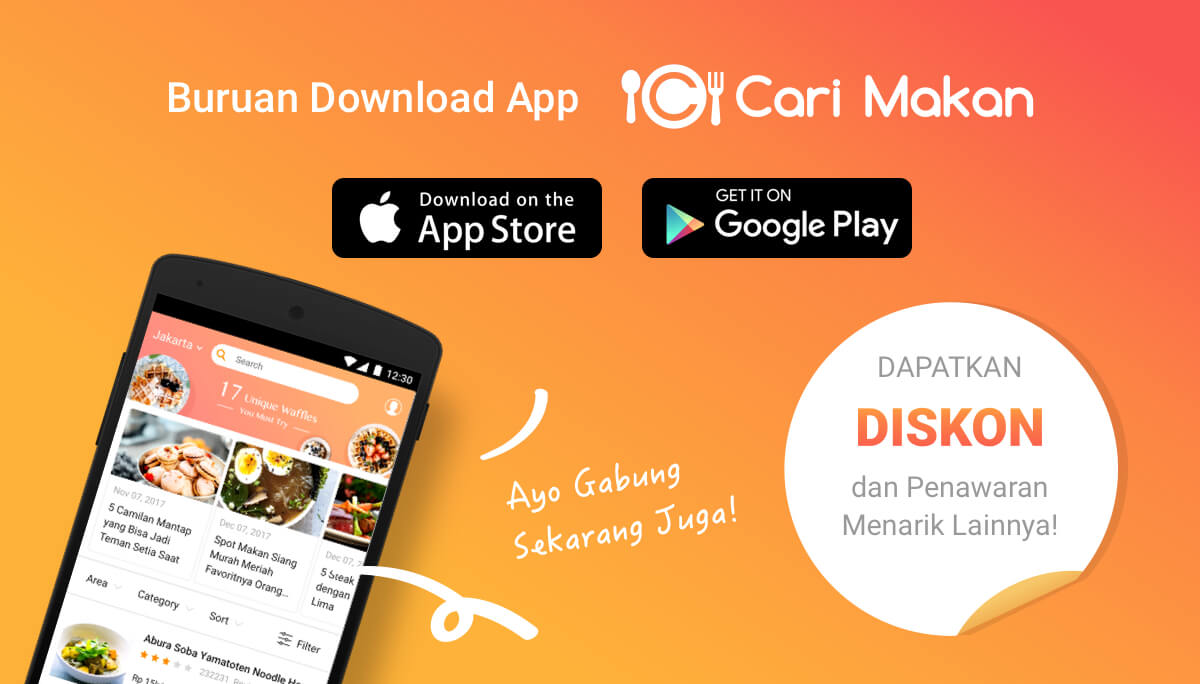 Buruan Download App
Cari Makan
Download on the
App Store
GET IT ON
Google Play
Jakarta
Search
12:30
17 Unique Waffles
You Must Try
Nov 07, 2017
5 Camilan Mantap
yang Bisa Jadi
Teman Setia Saat
Dec 07, 2017
Spot Makan Siang
Murah Meriah
Favoritnya Orang...
Dec 07,
5 Steak
dengan
Lima
Area
Category
Sort
Filter
Abura Soba Yamatoten Noodle
232231
Rp
Ayo Gabung
Sekarang Juga!
DAPATKAN
DISKON
dan Penawaran
Menarik Lainnya!